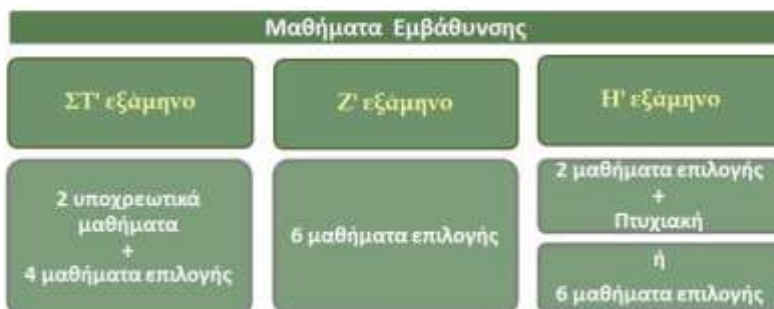 Μαθήματα Εμβάθυνσης
ΣΤ' εξάμηνο
Ζ' εξάμηνο
Η' εξάμηνο
2 υποχρεωτικά
μαθήματα
+
4 μαθήματα επιλογής
6 μαθήματα επιλογής
2 μαθήματα επιλογής
+
Πτυχιακή
ή
6 μαθήματα επιλογής